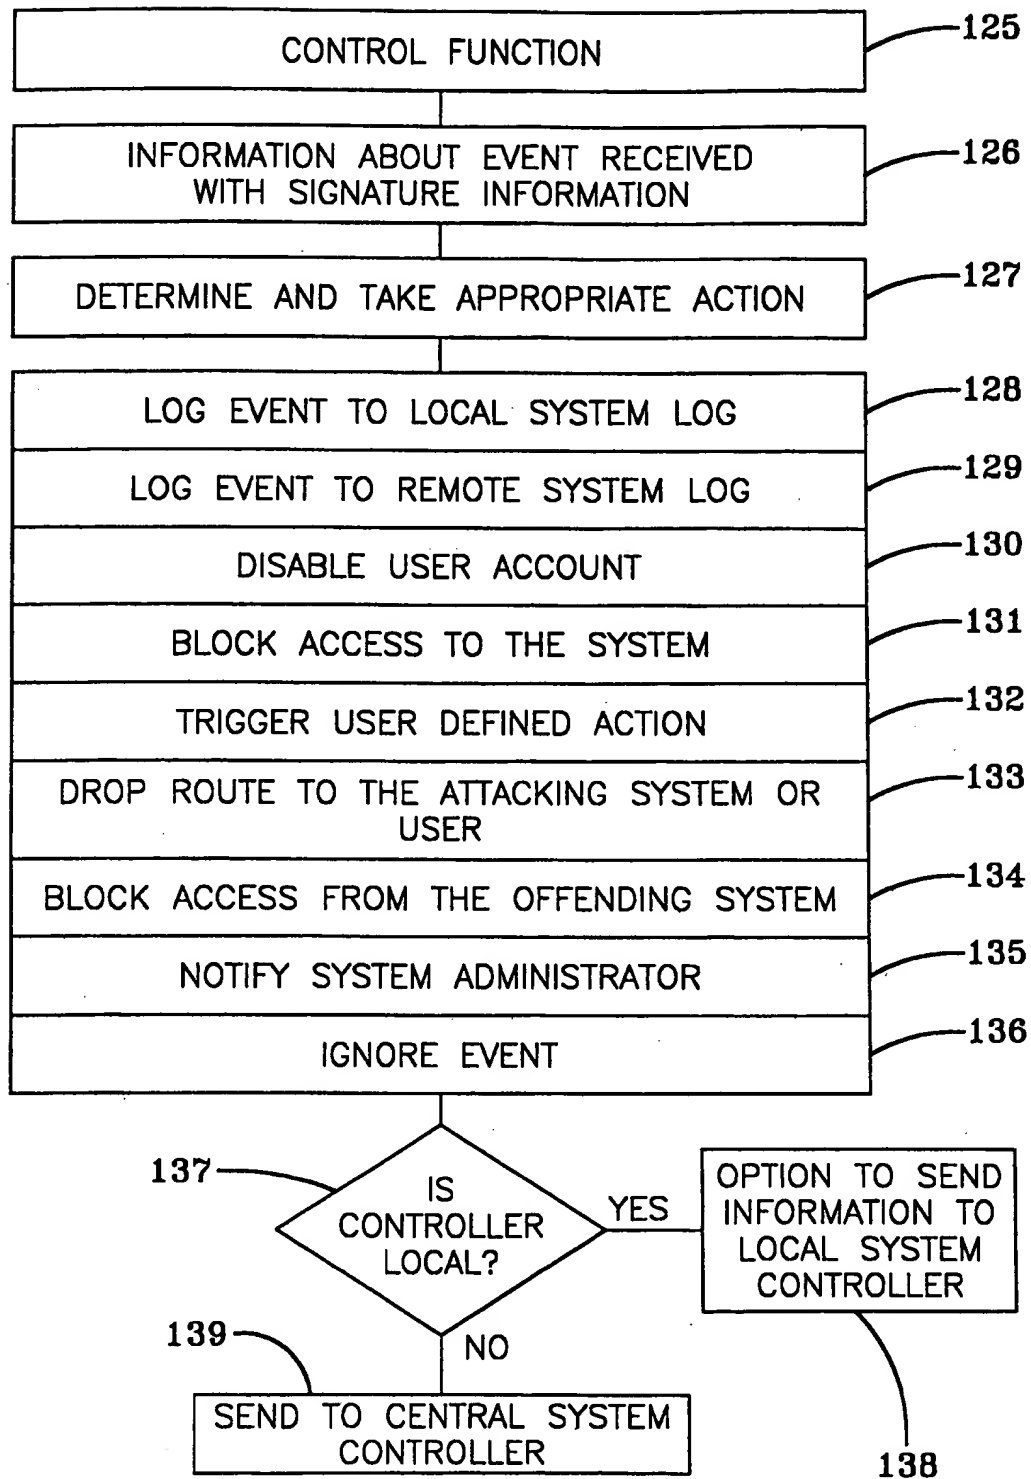 CONTROL FUNCTION
125
INFORMATION ABOUT EVENT RECEIVED
WITH SIGNATURE INFORMATION
126
DETERMINE AND TAKE APPROPRIATE ACTION
127
LOG EVENT TO LOCAL SYSTEM LOG
128
LOG EVENT TO REMOTE SYSTEM LOG
129
DISABLE USER ACCOUNT
130
BLOCK ACCESS TO THE SYSTEM
131
TRIGGER USER DEFINED ACTION
132
DROP ROUTE TO THE ATTACKING SYSTEM OR
USER
133
BLOCK ACCESS FROM THE OFFENDING SYSTEM
134
NOTIFY SYSTEM ADMINISTRATOR
135
IGNORE EVENT
136
137
IS
CONTROLLER
LOCAL?
YES
OPTION TO SEND
INFORMATION TO
LOCAL SYSTEM
CONTROLLER
138
NO
139
SEND TO CENTRAL SYSTEM
CONTROLLER